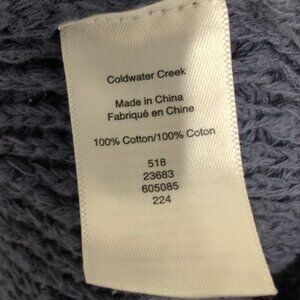 Coldwater Creek
Made in China
Fabriqué en Chine
100% Cotton/100% Coton
518
23683
605085
224